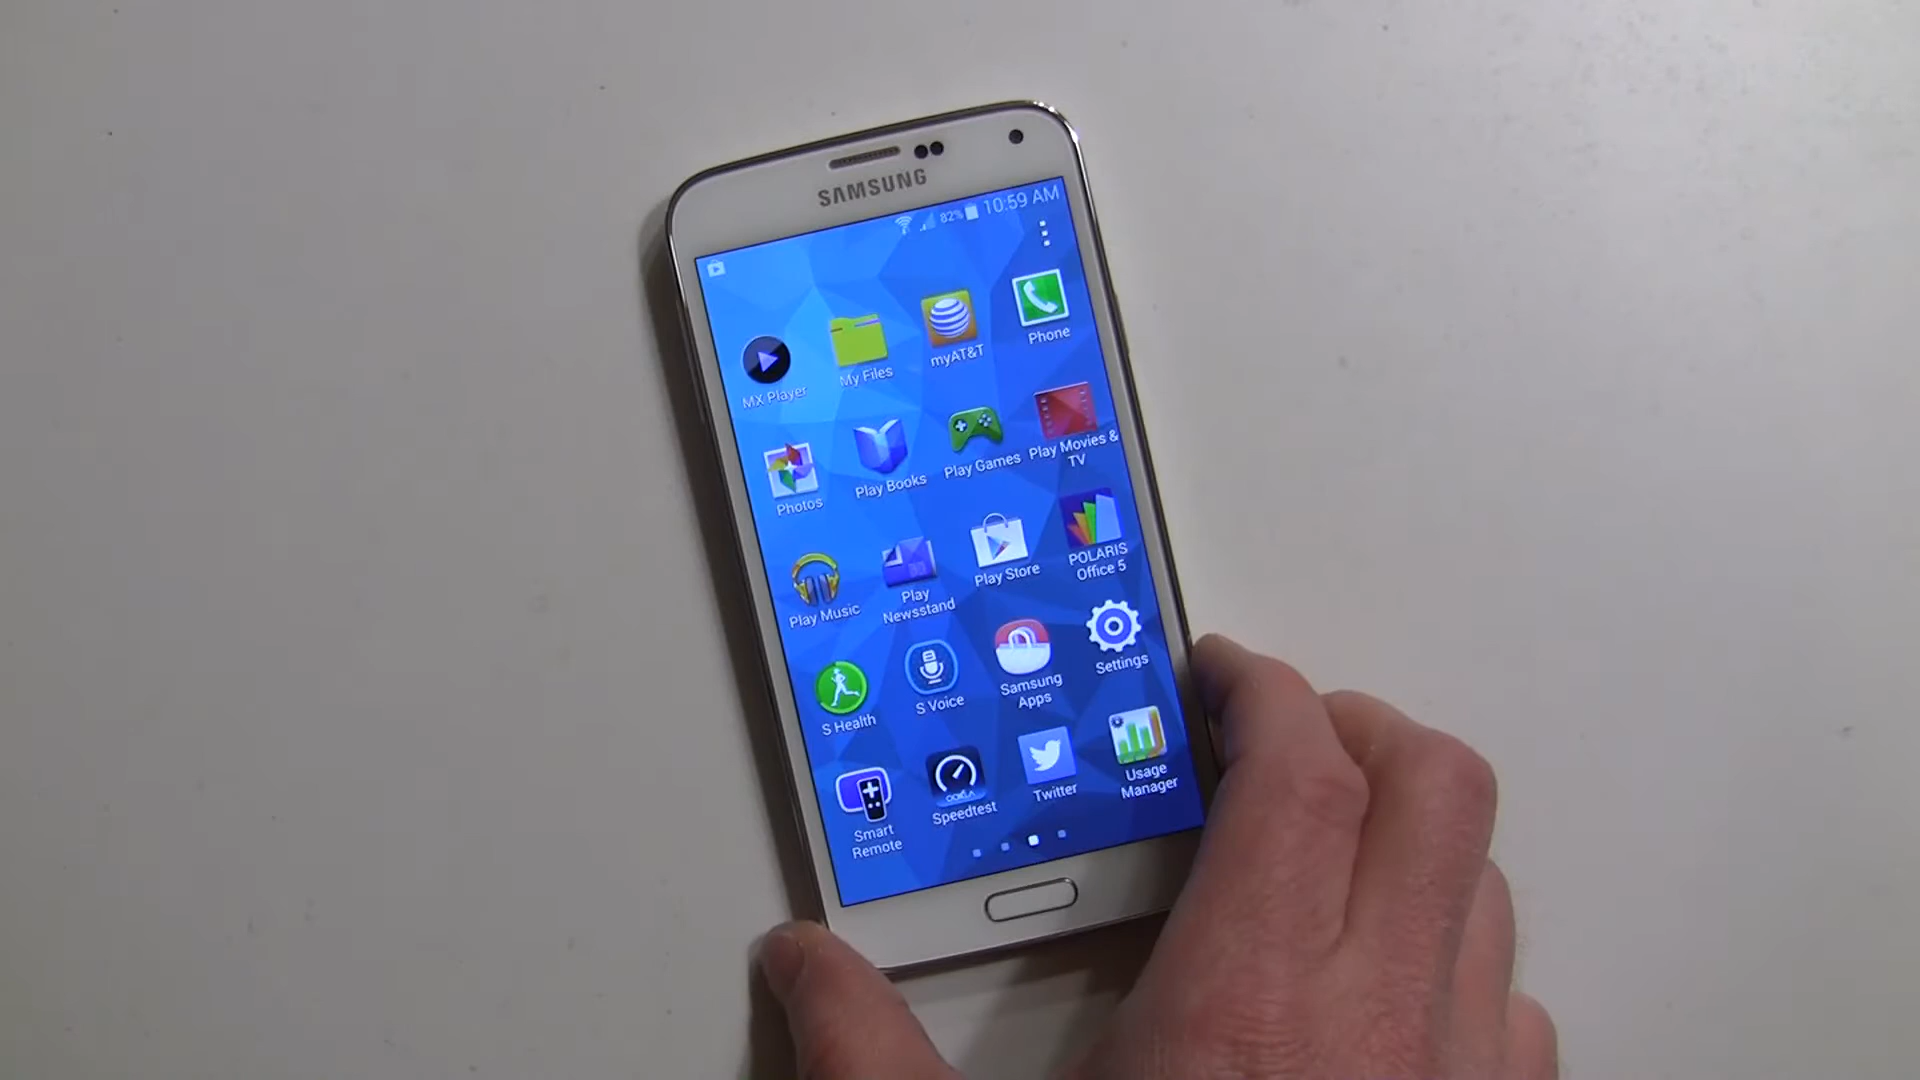 SAMSUNG
82% 10:59 AM
MX Player
My Files
myAT&T
Phone
Photos
Play Books
Play Games
Play Movies &
TV
Play Music
Play
Newsstand
Play Store
POLARIS
Office 5
S Health
S Voice
Samsung
Apps
Settings
Smart
Remote
OOKLA
Speedtest
Twitter
Usage
Manager